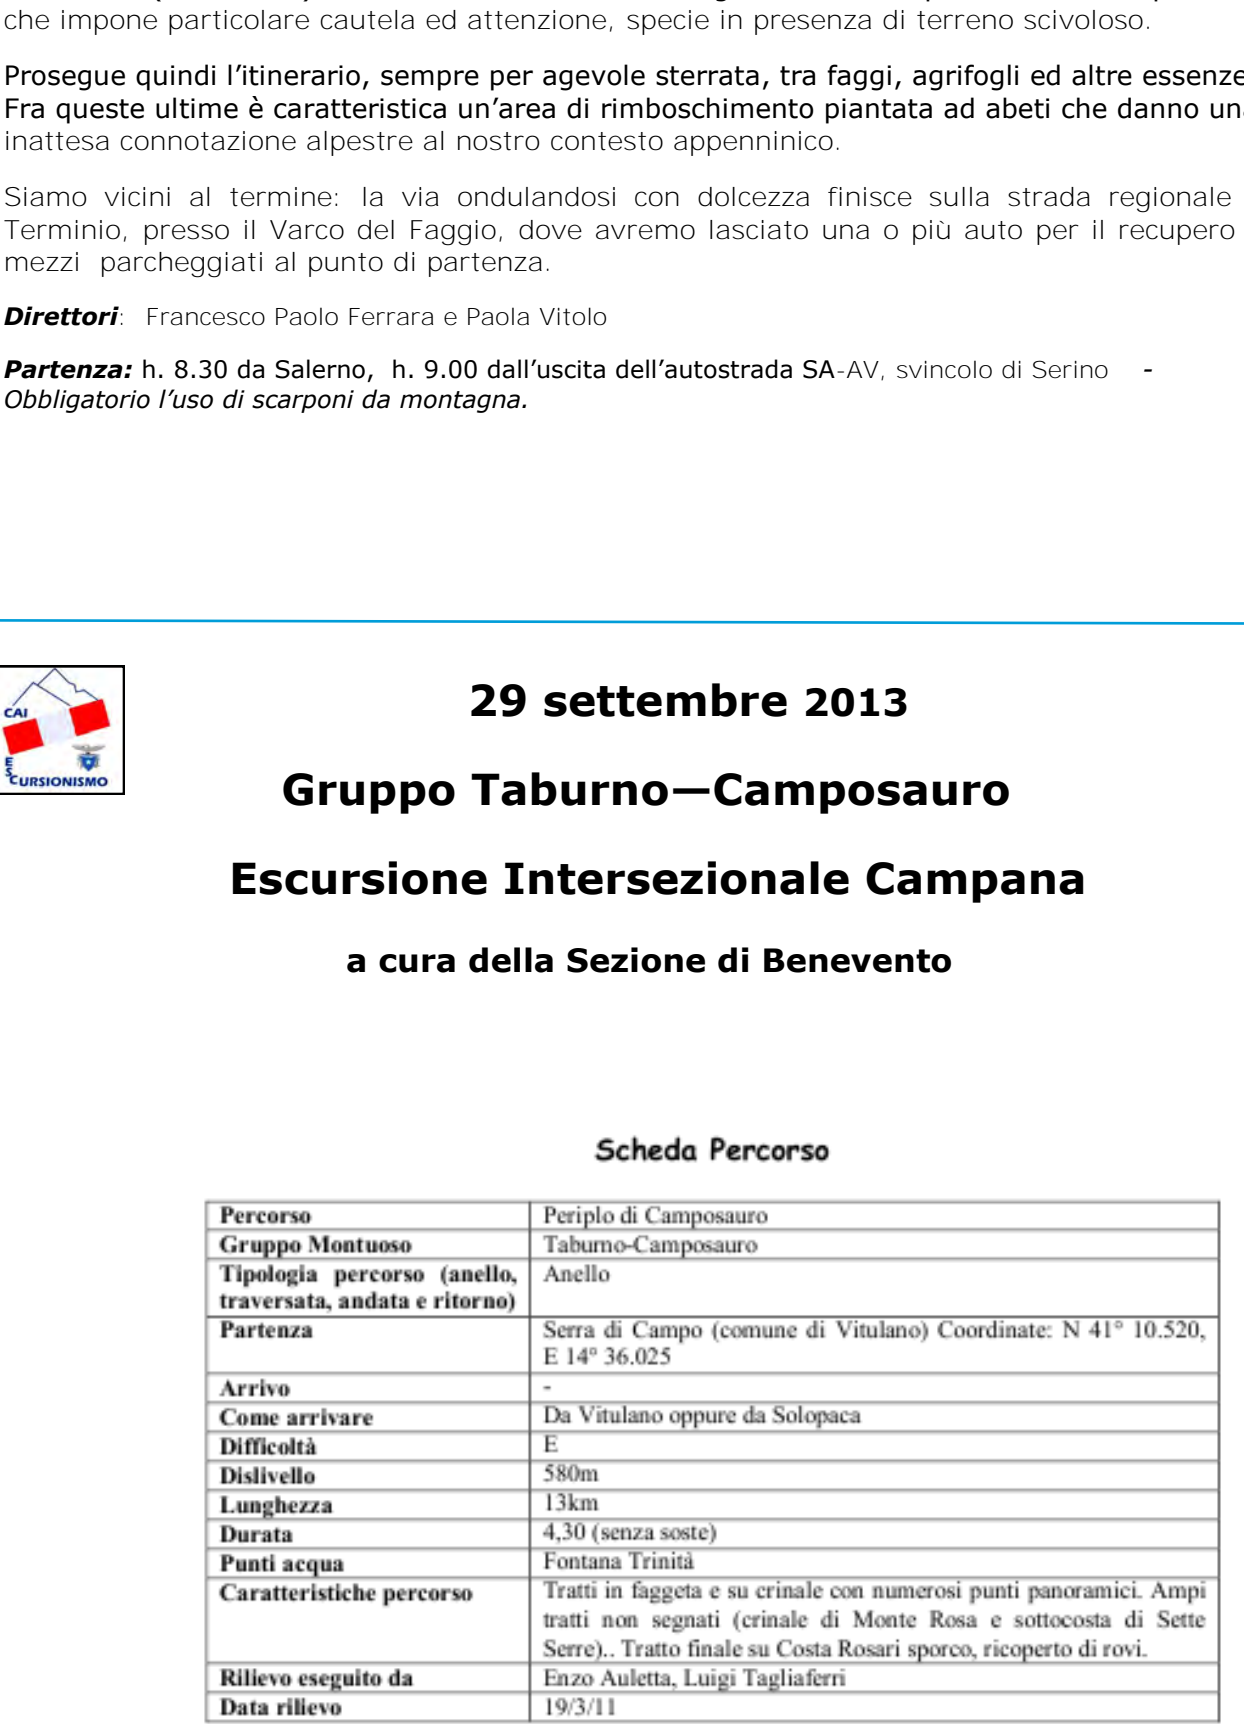 che impone particolare cautela ed attenzione, specie in presenza di terreno scivoloso.
Prosegue quindi l’itinerario, sempre per agevole sterrata, tra faggi, agrifogli ed altre essenze
Fra queste ultime è caratteristica un’area di rimboschimento piantata ad abeti che danno una
inattesa connotazione alpestre al nostro contesto appenninico.
Siamo vicini al termine: la via ondulandosi con dolcezza finisce sulla strada regionale
Terminio, presso il Varco del Faggio, dove avremo lasciato una o più auto per il recupero
mezzi parcheggiati al punto di partenza.
Direttori: Francesco Paolo Ferrara e Paola Vitolo
Partenza: h. 8.30 da Salerno, h. 9.00 dall’uscita dell’autostrada SA-AV, svincolo di Serino -
Obbligatorio l’uso di scarponi da montagna.
CAI
ESCURSIONISMO
29 settembre 2013
Gruppo Taburno—Camposauro
Escursione Intersezionale Campana
a cura della Sezione di Benevento
Scheda Percorso
Percorso Periplo di Camposauro
Gruppo Montuoso Taburno-Camposauro
Tipologia percorso (anello, Anello
traversata, andata e ritorno)
Partenza Serra di Campo (comune di Vitulano) Coordinate: N 41° 10.520,
E 14° 36.025
Arrivo -
Come arrivare Da Vitulano oppure da Solopaca
Difficoltà E
Dislivello 580m
Lunghezza 13km
Durata 4,30 (senza soste)
Punti acqua Fontana Trinità
Caratteristiche percorso Tratti in faggeta e su crinale con numerosi punti panoramici. Ampi
tratti non segnati (crinale di Monte Rosa e sottocosta di Sette
Serre).. Tratto finale su Costa Rosari sporco, ricoperto di rovi.
Rilievo eseguito da Enzo Auletta, Luigi Tagliaferri
Data rilievo 19/3/11